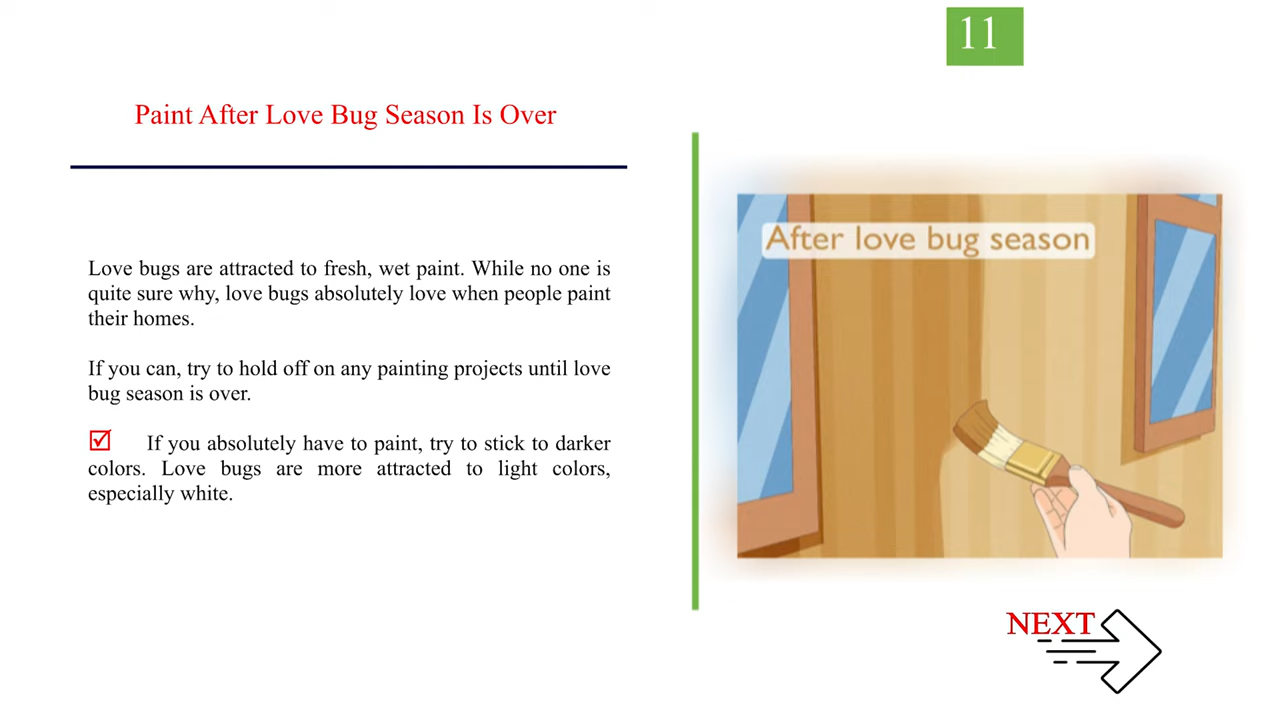 11
Paint After Love Bug Season Is Over
Love bugs are attracted to fresh, wet paint. While no one is
quite sure why, love bugs absolutely love when people paint
their homes.
If you can, try to hold off on any painting projects until love
bug season is over.
If you absolutely have to paint, try to stick to darker
colors. Love bugs are more attracted to light colors,
especially white.
After love bug season
NEXT